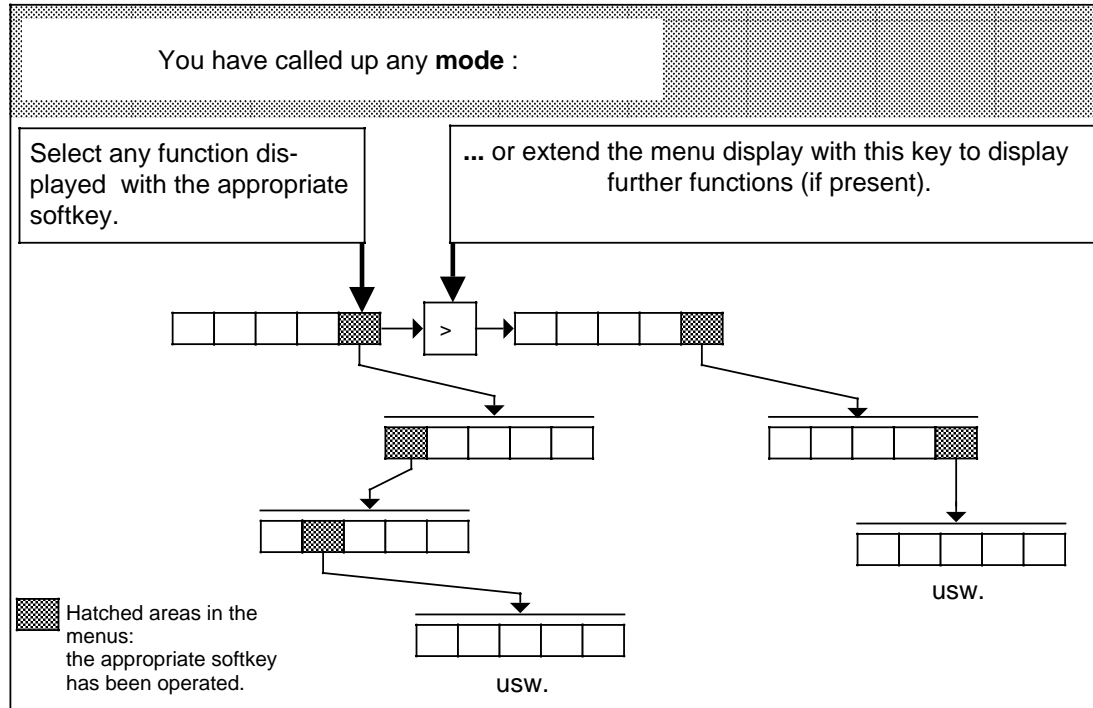 You have called up any mode :
Select any function dis-
played with the appropriate
softkey.
... or extend the menu display with this key to display
further functions (if present).
>
usw.
Hatched areas in the
menus:
the appropriate softkey
has been operated.
usw.